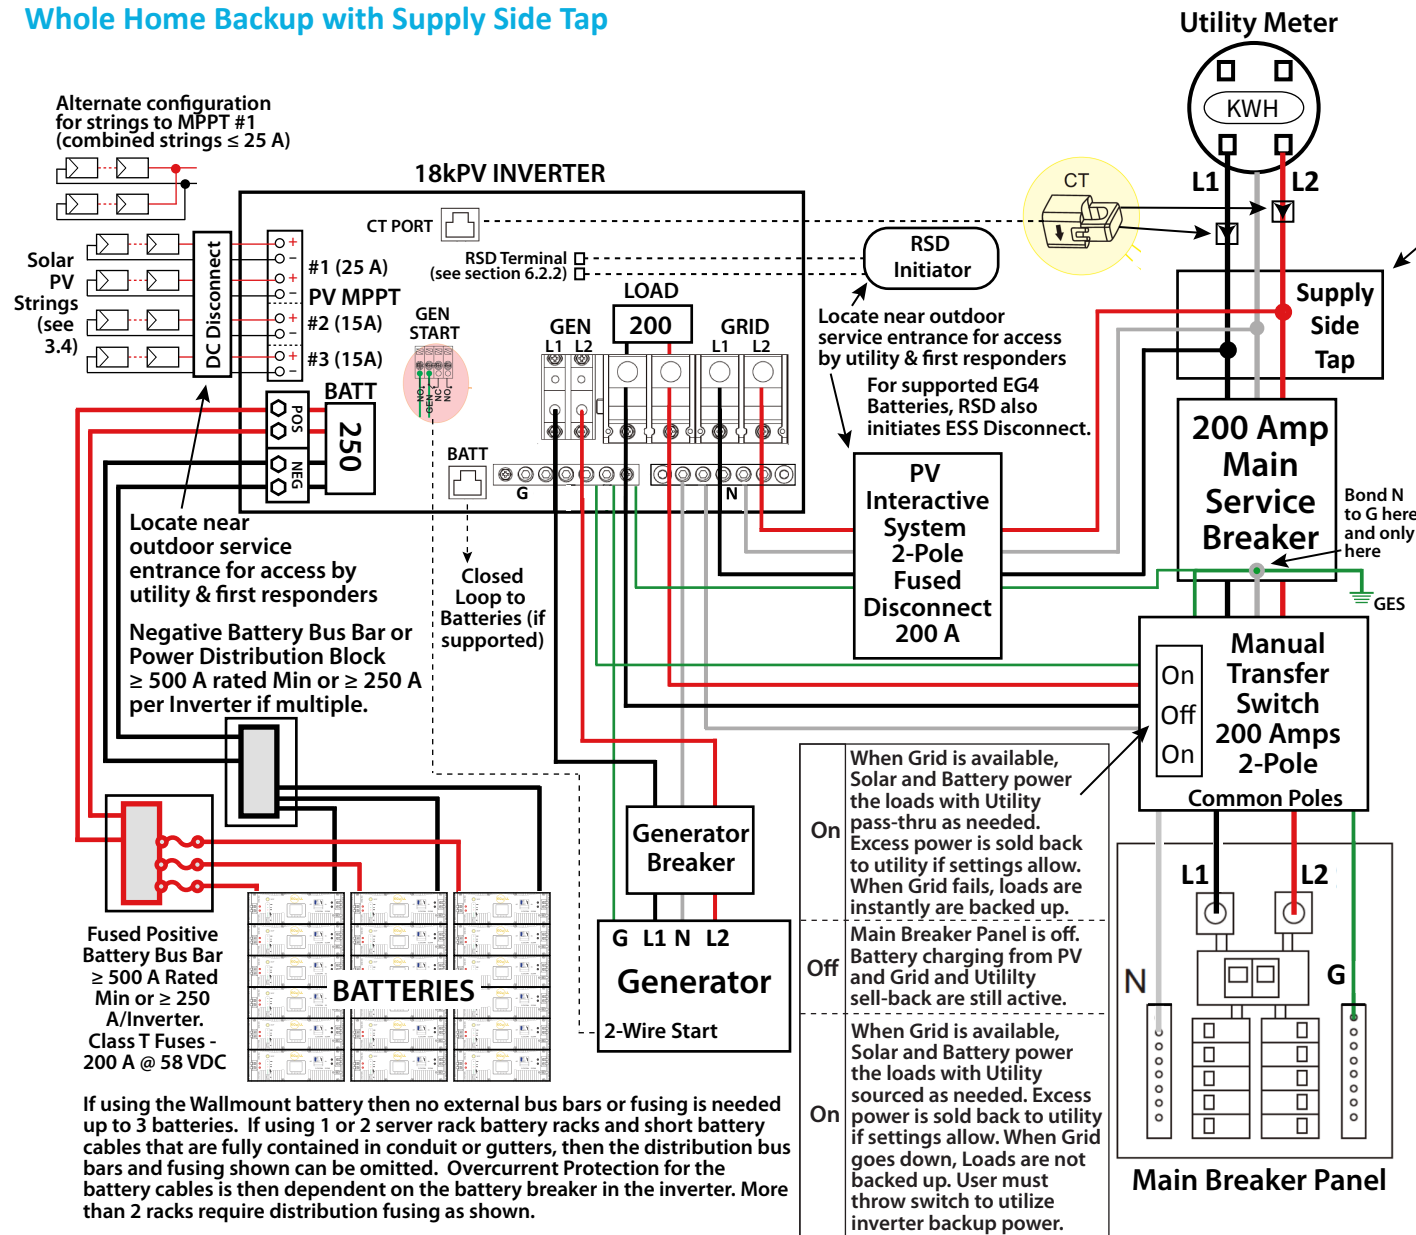 Whole Home Backup with Supply Side Tap
Utility Meter
KWH
L1
L2
Alternate configuration
for strings to MPPT #1
(combined strings ≤ 25 A)
18kPV INVERTER
CT PORT
CT
RSD Terminal
(see section 6.2.2)
RSD
Initiator
Solar
PV
Strings
(see
3.4)
DC Disconnect
+
−
+
−
+
−
+
−
#1 (25 A)
PV MPPT
#2 (15A)
#3 (15A)
GEN
START
NO
GEN
NC
NO
GEN
L1 L2
LOAD
200
GRID
L1 L2
Locate near outdoor
service entrance for access
by utility & first responders
For supported EG4
Batteries, RSD also
initiates ESS Disconnect.
Supply
Side
Tap
BATT
250
POS
NEG
BATT
G
N
PV
Interactive
System
2-Pole
Fused
Disconnect
200 A
200 Amp
Main
Service
Breaker
Bond N
to G here
and only
here
GES
Locate near
outdoor service
entrance for access by
utility & first responders
Closed
Loop to
Batteries (if
supported)
Negative Battery Bus Bar or
Power Distribution Block
≥ 500 A rated Min or ≥ 250 A
per Inverter if multiple.
On
Off
On
Manual
Transfer
Switch
200 Amps
2-Pole
Common Poles
Generator
Breaker
G L1 N L2
Generator
2-Wire Start
Fused Positive
Battery Bus Bar
≥ 500 A Rated
Min or ≥ 250
A/Inverter.
Class T Fuses -
200 A @ 58 VDC
BATTERIES
On
When Grid is available,
Solar and Battery power
the loads with Utility
pass-thru as needed.
Excess power is sold back
to utility if settings allow.
When Grid fails, loads are
instantly are backed up.
Off
Main Breaker Panel is off.
Battery charging from PV
and Grid and Utililty
sell-back are still active.
On
When Grid is available,
Solar and Battery power
the loads with Utility
sourced as needed. Excess
power is sold back to utility
if settings allow. When Grid
goes down, Loads are not
backed up. User must
throw switch to utilize
inverter backup power.
L1
L2
N
G
Main Breaker Panel
If using the Wallmount battery then no external bus bars or fusing is needed
up to 3 batteries. If using 1 or 2 server rack battery racks and short battery
cables that are fully contained in conduit or gutters, then the distribution bus
bars and fusing shown can be omitted. Overcurrent Protection for the
battery cables is then dependent on the battery breaker in the inverter. More
than 2 racks require distribution fusing as shown.